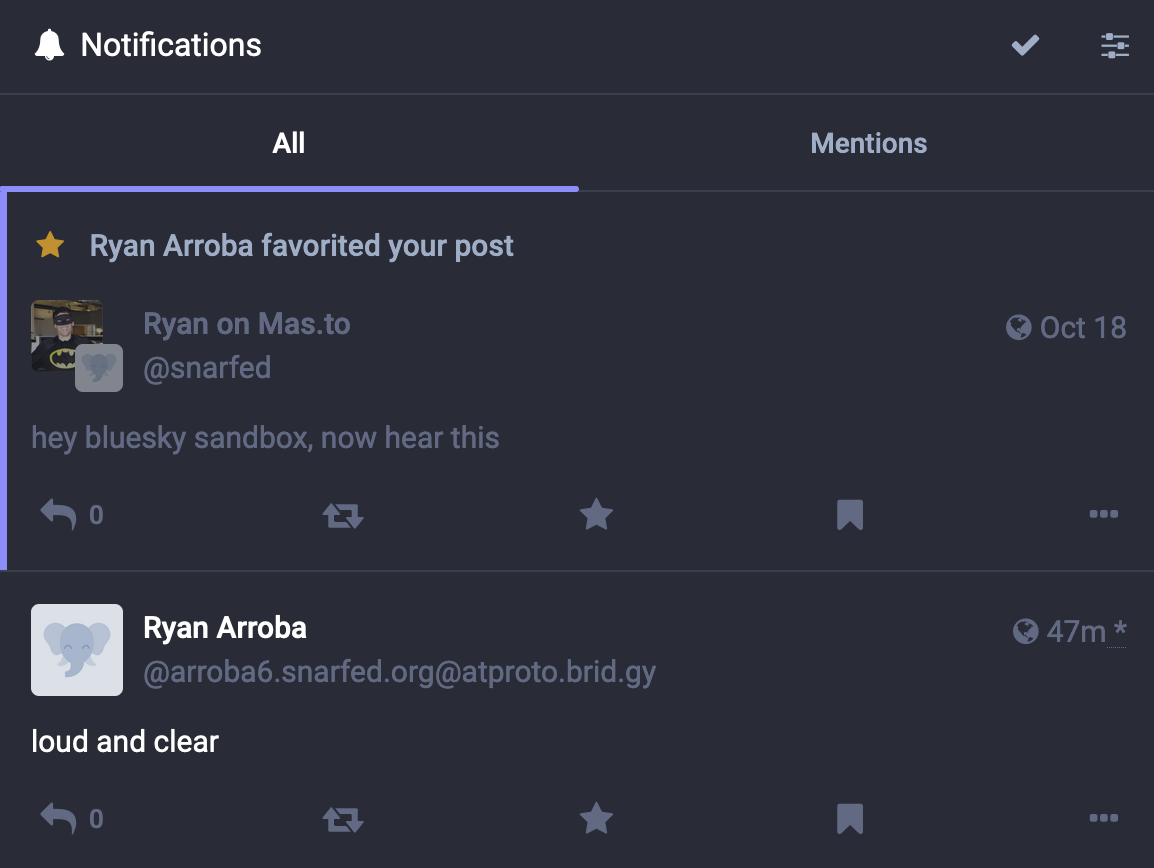 Notifications
All
Mentions
Ryan Arroba favorited your post
Ryan on Mas.to
Oct 18
@snarfed
hey bluesky sandbox, now hear this
0
Ryan Arroba
47m *
@arroba6.snarfed.org@atproto.brid.gy
loud and clear
0